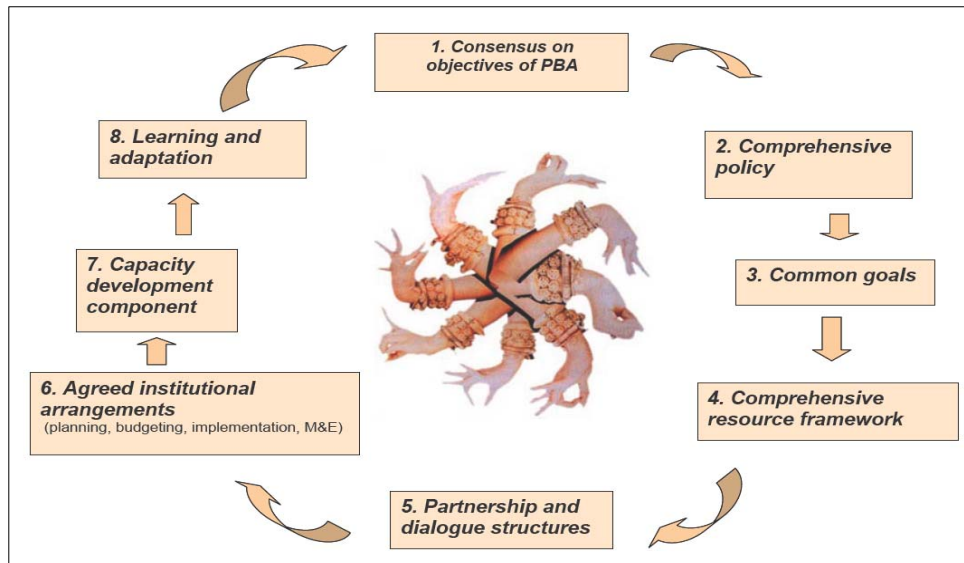 1. Consensus on
objectives of PBA
2. Comprehensive
policy
3. Common goals
4. Comprehensive
resource framework
5. Partnership and
dialogue structures
6. Agreed institutional
arrangements
(planning, budgeting, implementation, M&E)
7. Capacity
development
component
8. Learning and
adaptation